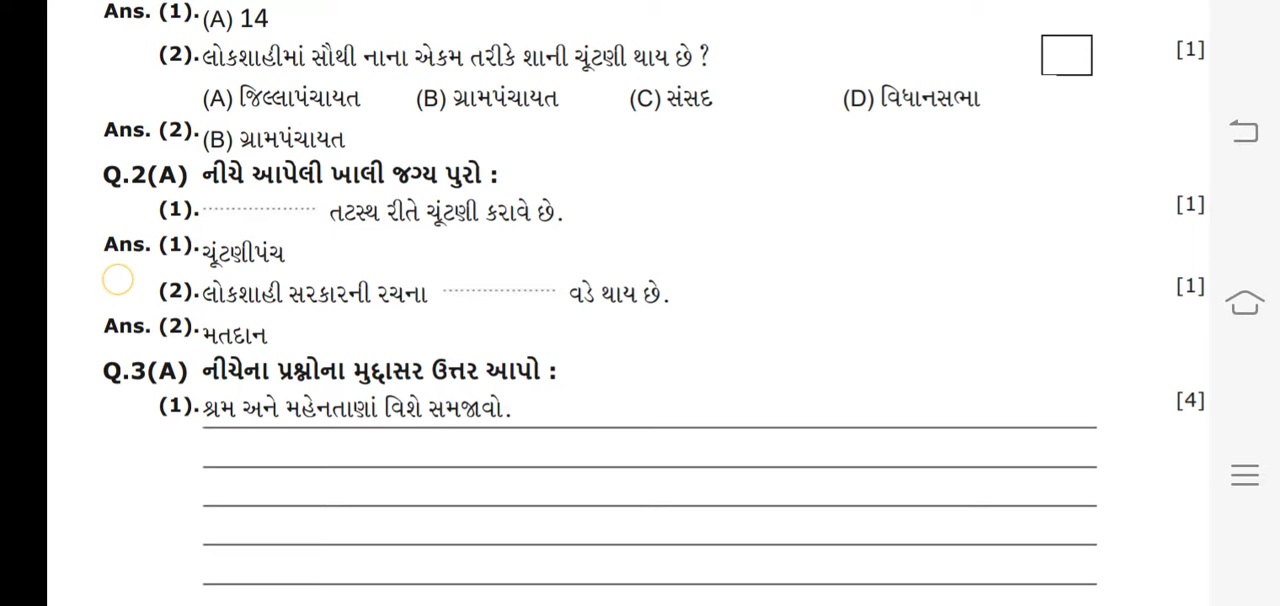 Ans. (1). (A) 14
(2). લોકશાહીમાં સૌથી નાના એકમ તરીકે શાની ચૂંટણી થાય છે ? [1]
(A) જિલ્લાપંચાયત (B) ગ્રામપંચાયત (C) સંસદ (D) વિધાનસભા
Ans. (2). (B) ગ્રામપંચાયત
Q.2(A) નીચે આપેલી ખાલી જગ્ય પુરો :
(1). ................... તટસ્થ રીતે ચૂંટણી કરાવે છે. [1]
Ans. (1). ચૂંટણીપંચ
(2). લોકશાહી સરકારની રચના ................... વડે થાય છે. [1]
Ans. (2). મતદાન
Q.3(A) નીચેના પ્રશ્નોના મુદ્દાસર ઉત્તર આપો :
(1). શ્રમ અને મહેનતાણાં વિશે સમજાવો. [4]